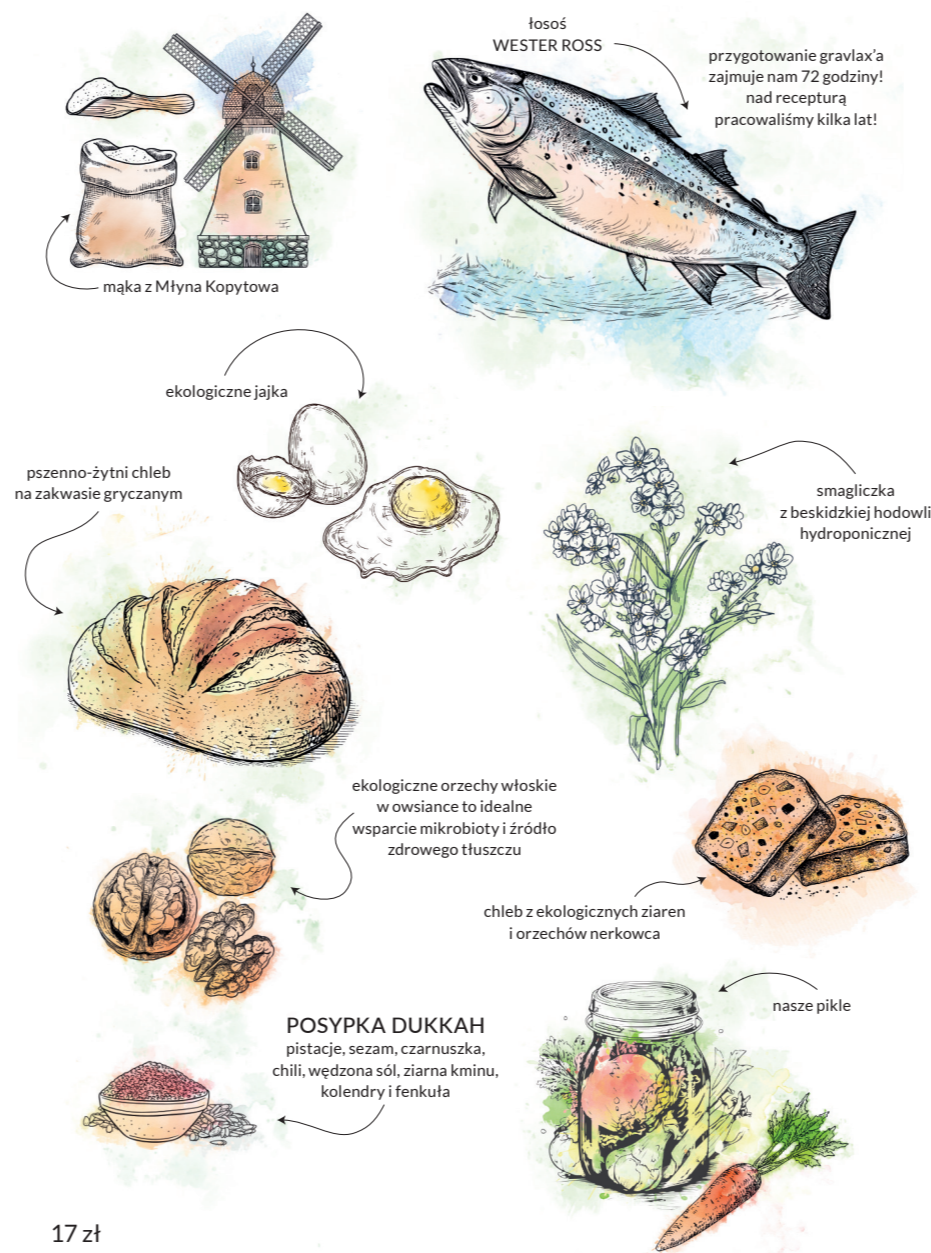 łosoś
WESTER ROSS
przygotowanie gravlax’a
zajmuje nam 72 godziny!
nad recepturą
pracowaliśmy kilka lat!
mąka z Młyna Kopytowa
ekologiczne jajka
pszenno-żytni chleb
na zakwasie gryczanym
smagliczka
z beskidzkiej hodowli
hydroponicznej
ekologiczne orzechy włoskie
w owsiance to idealne
wsparcie mikrobioty i źródło
zdrowego tłuszczu
chleb z ekologicznych ziaren
i orzechów nerkowca
nasze pikle
POSYPKA DUKKAH
pistacje, sezam, czarnuszka,
chili, wędzona sól, ziarna kminu,
kolendry i fenkuła
17 zł